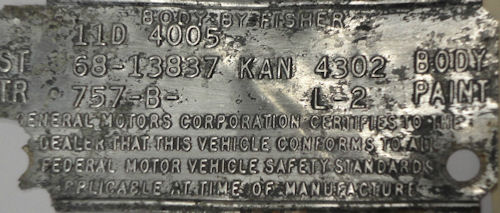 BODY BY FISHER
11D 4005
ST 68-13837 KAN 4302 BODY
TR 757-B- L-2 PAINT
GENERAL MOTORS CORPORATION CERTIFIES TO THE
DEALER THAT THIS VEHICLE CONFORMS TO ALL
FEDERAL MOTOR VEHICLE SAFETY STANDARDS
APPLICABLE AT TIME OF MANUFACTURE